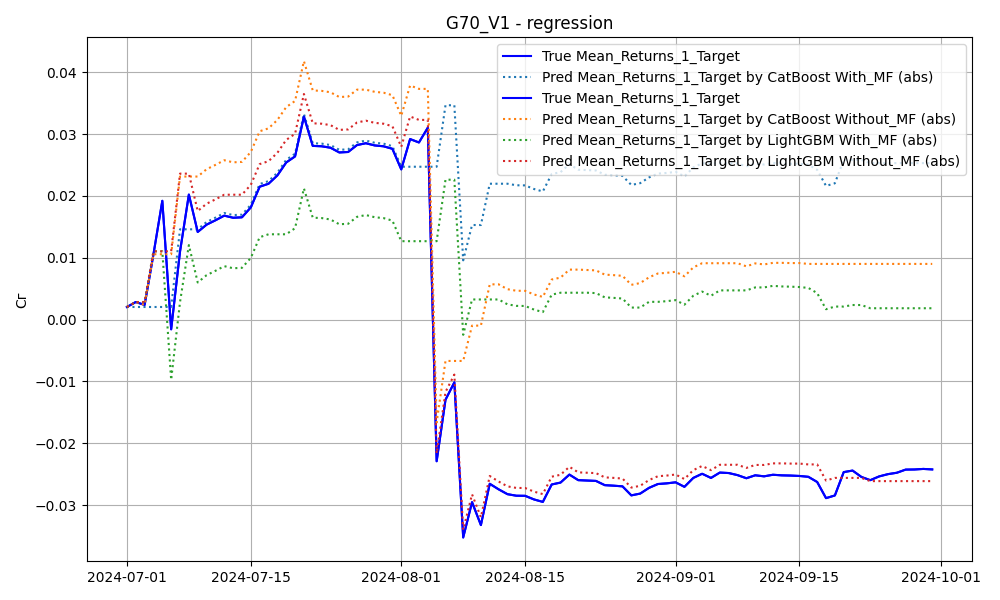 G70_V1 - regression
True Mean_Returns_1_Target
Pred Mean_Returns_1_Target by CatBoost With_MF (abs)
True Mean_Returns_1_Target
Pred Mean_Returns_1_Target by CatBoost Without_MF (abs)
Pred Mean_Returns_1_Target by LightGBM With_MF (abs)
Pred Mean_Returns_1_Target by LightGBM Without_MF (abs)
Cr
0.04
0.03
0.02
0.01
0.00
−0.01
−0.02
−0.03
2024-07-01
2024-07-15
2024-08-01
2024-08-15
2024-09-01
2024-09-15
2024-10-01